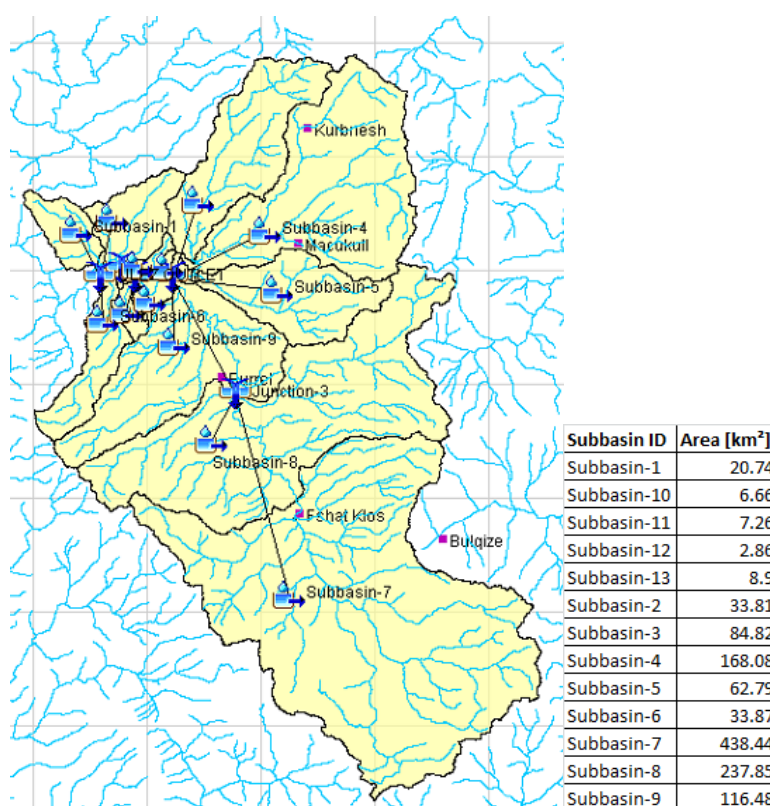 Kurbnesh
Subbasin-1
Subbasin-4
Macukull
Subbasin-5
Subbasin-6
Subbasin-9
Junction-3
Subbasin-8
Fshat Klos
Bulqize
Subbasin-7
Subbasin ID Area [km²]
Subbasin-1 20.74
Subbasin-10 6.66
Subbasin-11 7.26
Subbasin-12 2.86
Subbasin-13 8.9
Subbasin-2 33.81
Subbasin-3 84.82
Subbasin-4 168.08
Subbasin-5 62.79
Subbasin-6 33.87
Subbasin-7 438.44
Subbasin-8 237.85
Subbasin-9 116.48